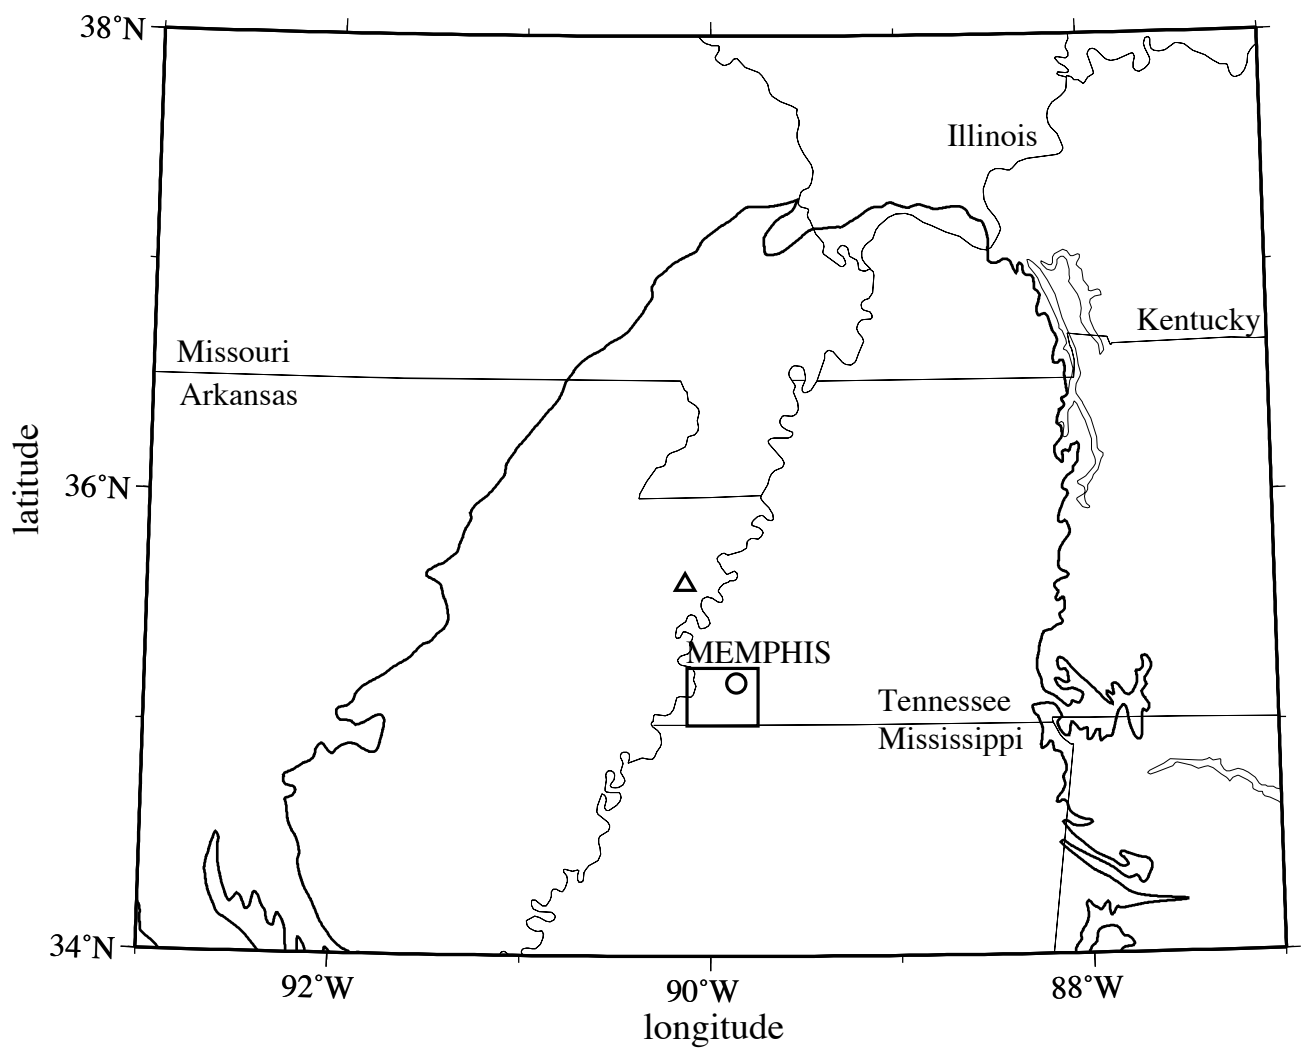 38°N
Illinois
Kentucky
Missouri
Arkansas
latitude
36°N
MEMPHIS
Tennessee
Mississippi
34°N
92°W
90°W
88°W
longitude